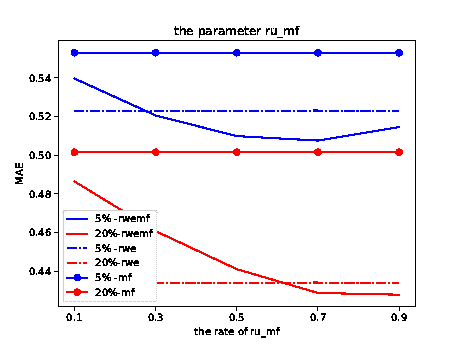 the parameter ru_mf
MAE
0.54
0.52
0.50
0.48
0.46
0.44
5%-rwemf
20%-rwemf
5%-rwe
20%-rwe
5%-mf
20%-mf
0.1 0.3 0.5 0.7 0.9
the rate of ru_mf